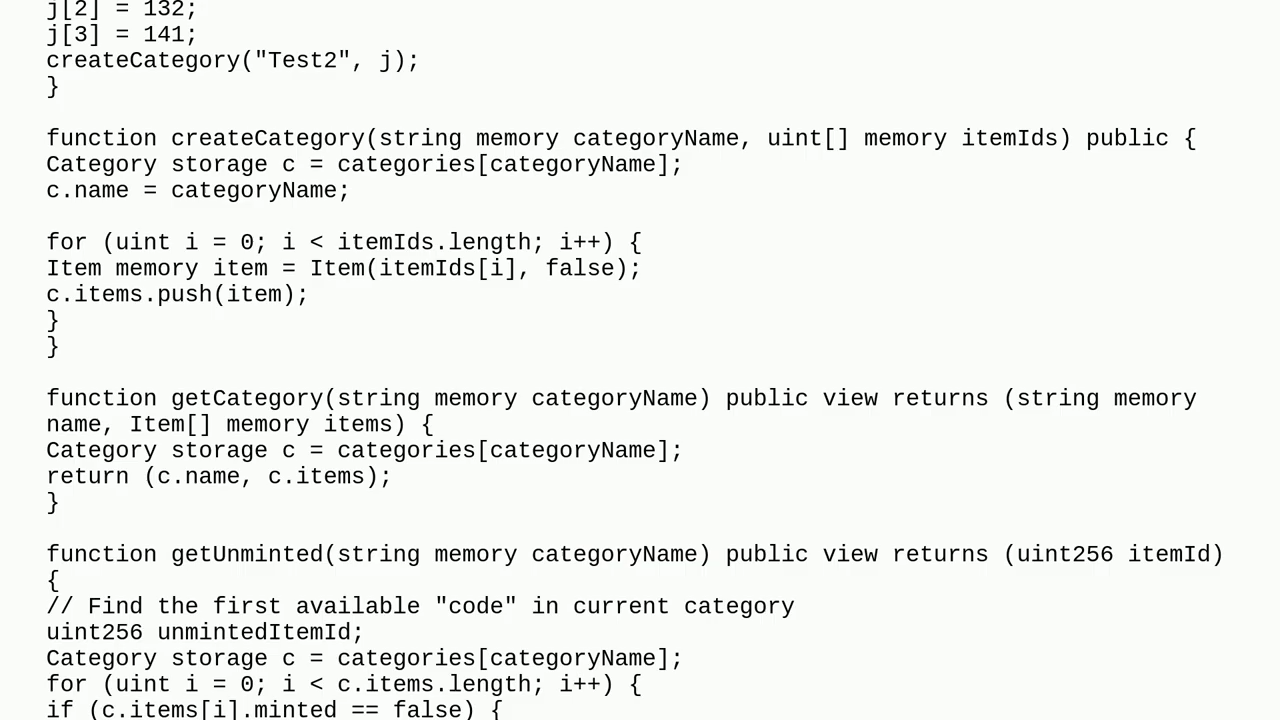 j[2] = 132;
j[3] = 141;
createCategory("Test2", j);
}
function createCategory(string memory categoryName, uint[] memory itemIds) public {
Category storage c = categories[categoryName];
c.name = categoryName;
for (uint i = 0; i < itemIds.length; i++) {
Item memory item = Item(itemIds[i], false);
c.items.push(item);
}
}
function getCategory(string memory categoryName) public view returns (string memory
name, Item[] memory items) {
Category storage c = categories[categoryName];
return (c.name, c.items);
}
function getUnminted(string memory categoryName) public view returns (uint256 itemId)
{
// Find the first available "code" in current category
uint256 unmintedItemId;
Category storage c = categories[categoryName];
for (uint i = 0; i < c.items.length; i++) {
if (c.items[i].minted == false) {